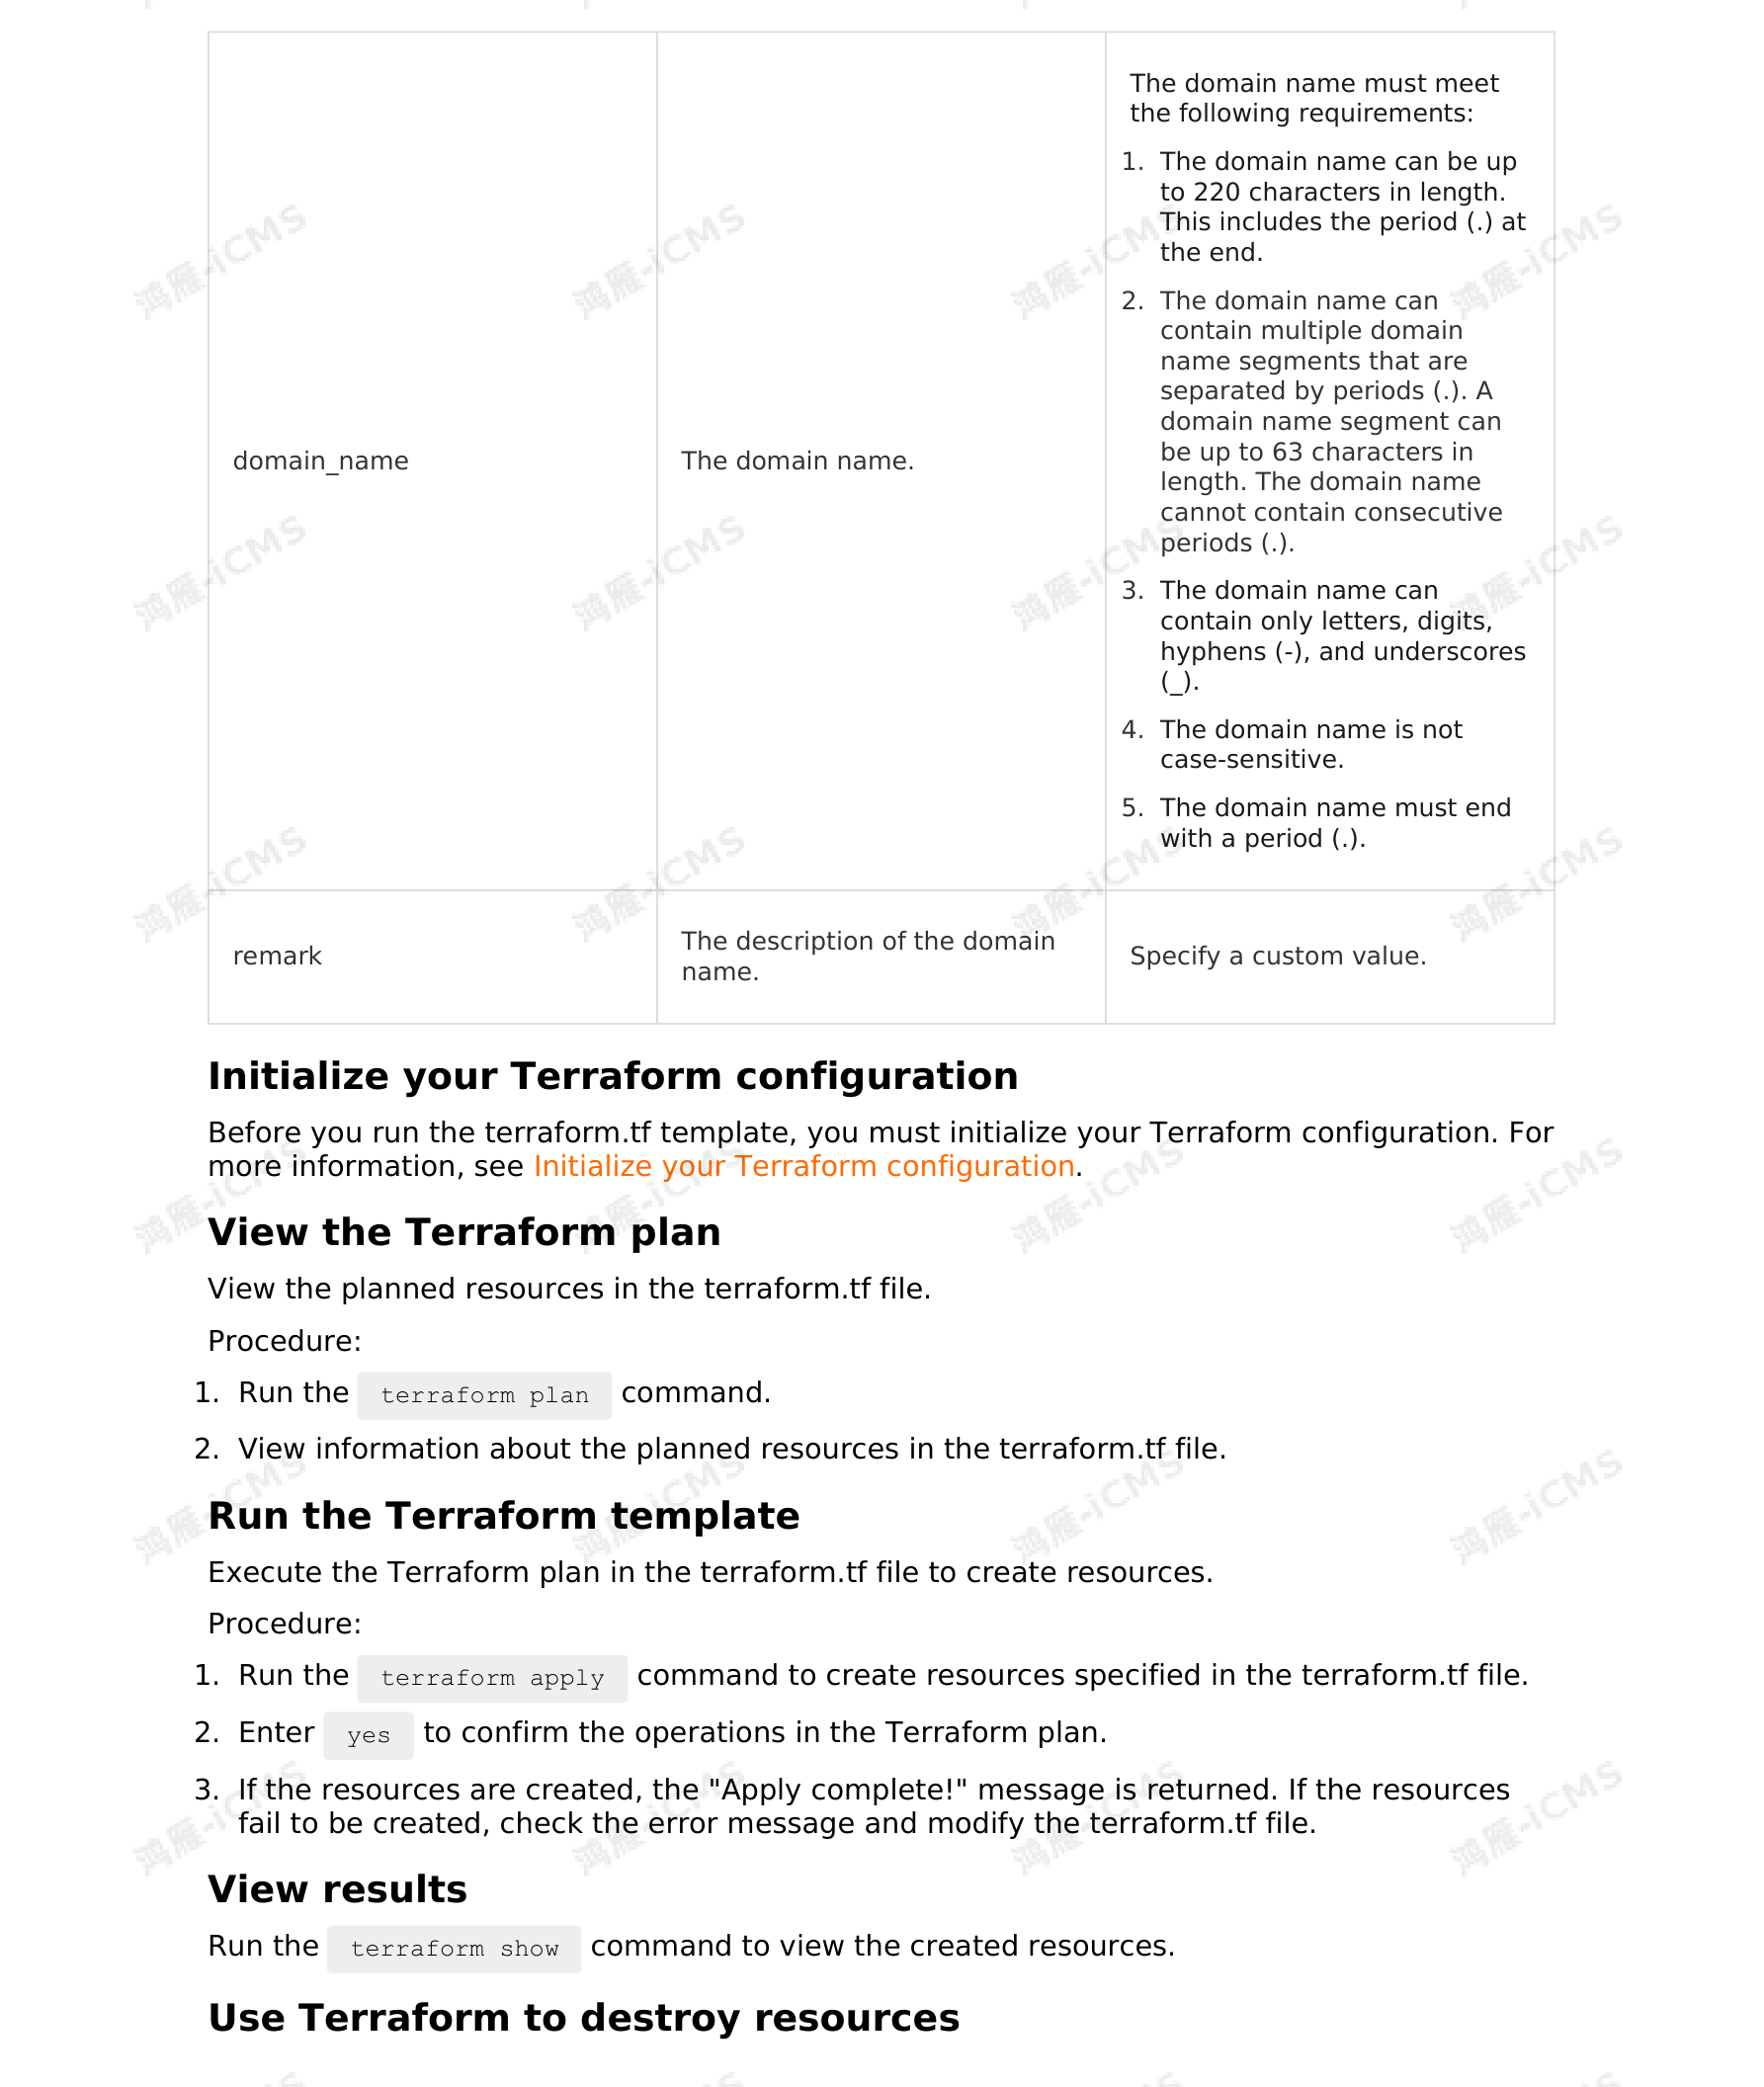 The domain name must meet
the following requirements:
1. The domain name can be up
to 220 characters in length.
This includes the period (.) at
the end.
2. The domain name can
contain multiple domain
name segments that are
separated by periods (.). A
domain name segment can
be up to 63 characters in
length. The domain name
cannot contain consecutive
periods (.).
3. The domain name can
contain only letters, digits,
hyphens (-), and underscores
(_).
4. The domain name is not
case-sensitive.
5. The domain name must end
with a period (.).
domain_name
The domain name.
remark
The description of the domain
name.
Specify a custom value.
Initialize your Terraform configuration
Before you run the terraform.tf template, you must initialize your Terraform configuration. For
more information, see Initialize your Terraform configuration.
View the Terraform plan
View the planned resources in the terraform.tf file.
Procedure:
1. Run the terraform plan command.
2. View information about the planned resources in the terraform.tf file.
Run the Terraform template
Execute the Terraform plan in the terraform.tf file to create resources.
Procedure:
1. Run the terraform apply command to create resources specified in the terraform.tf file.
2. Enter yes to confirm the operations in the Terraform plan.
3. If the resources are created, the "Apply complete!" message is returned. If the resources
fail to be created, check the error message and modify the terraform.tf file.
View results
Run the terraform show command to view the created resources.
Use Terraform to destroy resources
鸿雁-iCMS